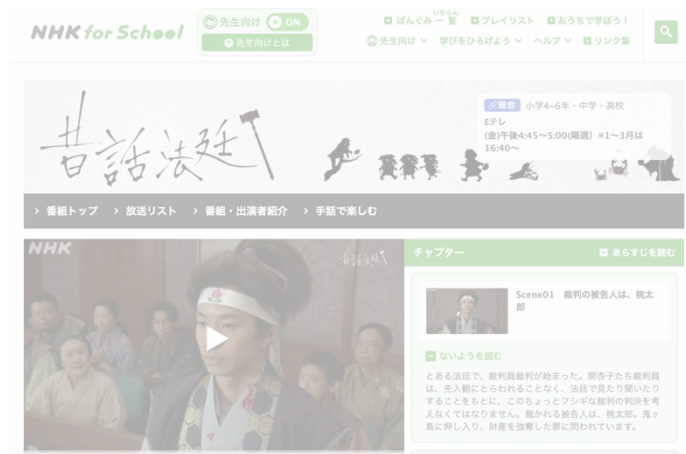 NHK for School
先生向け ON
先生向けとは
いちらん
ばんぐみ一覧 プレイリスト おうちで学ぼう！
先生向け 学びをひろげよう ヘルプ リンク集
昔話法廷
総合 小学4~6年・中学・高校
Eテレ
(金)午後4:45〜5:00(隔週) ※1〜3月は
16:40〜
番組トップ 放送リスト 番組・出演者紹介 手話で楽しむ
NHK
昔話法廷
チャプター あらすじを読む
Scene01 裁判の被告人は、桃太
郎
ないようを読む
とある法廷で、裁判員裁判が始まった。間杏子たち裁判員
は、先入観にとらわれることなく、法廷で見たり聞いたり
することをもとに、このちょっとフシギな裁判の判決を考
えなくてはなりません。裁かれる被告人は、桃太郎。鬼ヶ
島に押し入り、財産を強奪した罪に問われています。